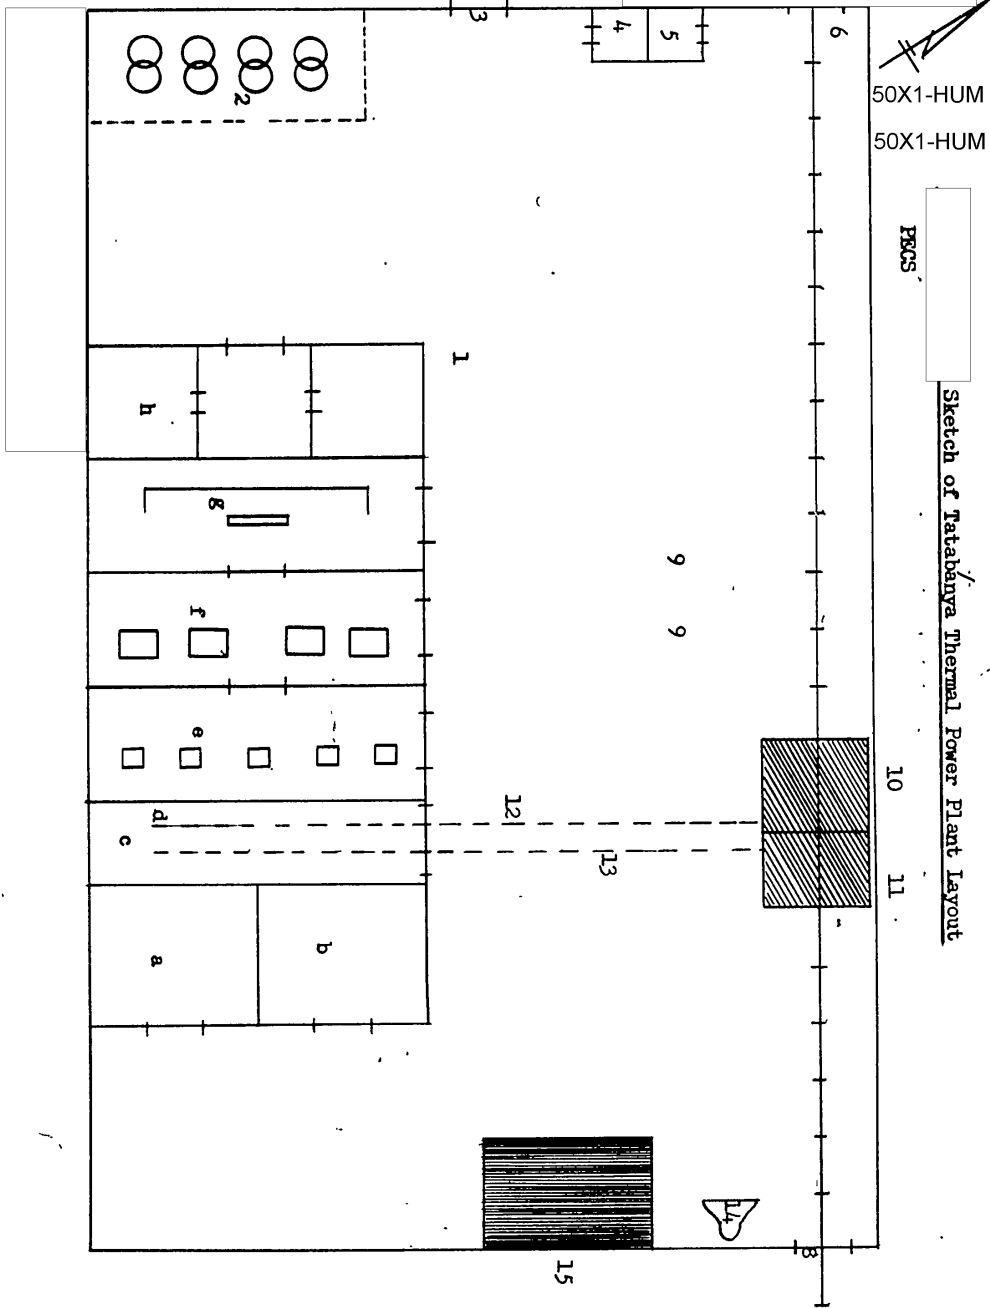 50X1-HUM
50X1-HUM
PECS
Sketch of Tatabanya Thermal Power Plant Layout
3
4
5
6
2
1
h
g
9
f
9
e
10
12
d
c
13
11
a
b
14
8
15